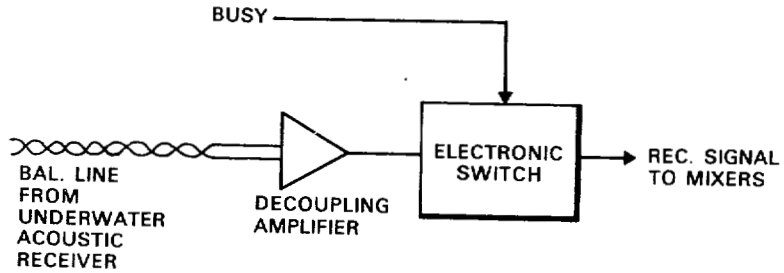 BUSY
ELECTRONIC
SWITCH
REC. SIGNAL
TO MIXERS
BAL. LINE
FROM
UNDERWATER
ACOUSTIC
RECEIVER
DECOUPLING
AMPLIFIER